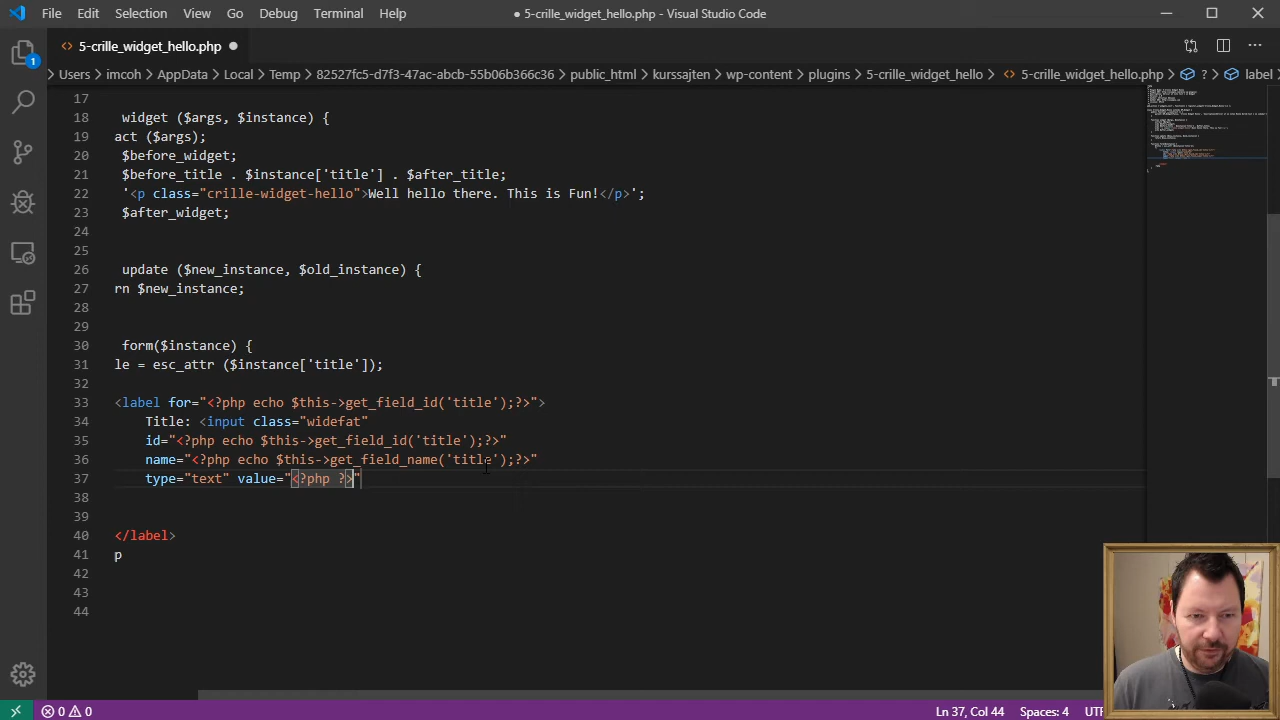 File Edit Selection View Go Debug Terminal Help
● 5-crille_widget_hello.php - Visual Studio Code
5-crille_widget_hello.php ●
> Users > imcoh > AppData > Local > Temp > 82527fc5-d7f3-47ac-abcb-55b06b366c36 > public_html > kurssajten > wp-content > plugins > 5-crille_widget_hello > 5-crille_widget_hello.php > ? > label >
1
17
18 widget ($args, $instance) {
19 act ($args);
20 $before_widget;
21 $before_title . $instance['title'] . $after_title;
22 '<p class="crille-widget-hello">Well hello there. This is Fun!</p>';
23 $after_widget;
24
25
26 update ($new_instance, $old_instance) {
27 rn $new_instance;
28
29
30 form($instance) {
31 le = esc_attr ($instance['title']);
32
33 <label for="<?php echo $this->get_field_id('title');?>">
34 Title: <input class="widefat"
35 id="<?php echo $this->get_field_id('title');?>"
36 name="<?php echo $this->get_field_name('title');?>"
37 type="text" value="<?php ?>"
38
39
40 </label>
41 p
42
43
44
0 0 Ln 37, Col 44 Spaces: 4 UTF